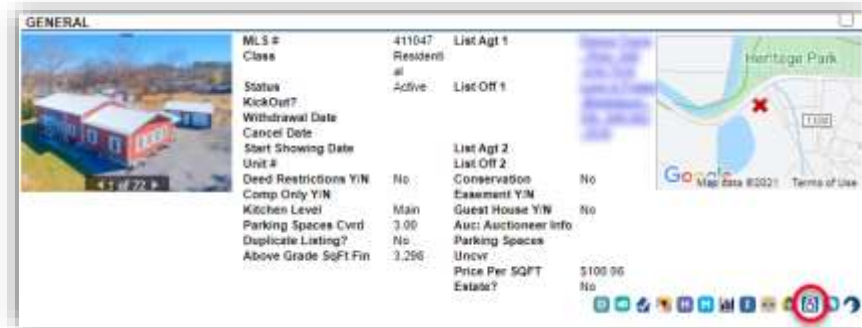 GENERAL
MLS # 411047 List Agt 1
Class Residenti
al
Status Active List Off 1
KickOut?
Withdrawal Date
Cancel Date
Start Showing Date List Agt 2
Unit # List Off 2
Deed Restrictions Y/N No Conservation No
Comp Only Y/N Easement Y/N
Kitchen Level Main Guest House Y/N No
Parking Spaces Cvrd 3.00 Auc: Auctioneer Info
Duplicate Listing? No Parking Spaces
Above Grade SqFt Fin 3,296 Uncvr
Price Per SQFT $100.96
Estate? No
1 of 22
Heritage Park
1100
Google Map data ©2021 Terms of Use